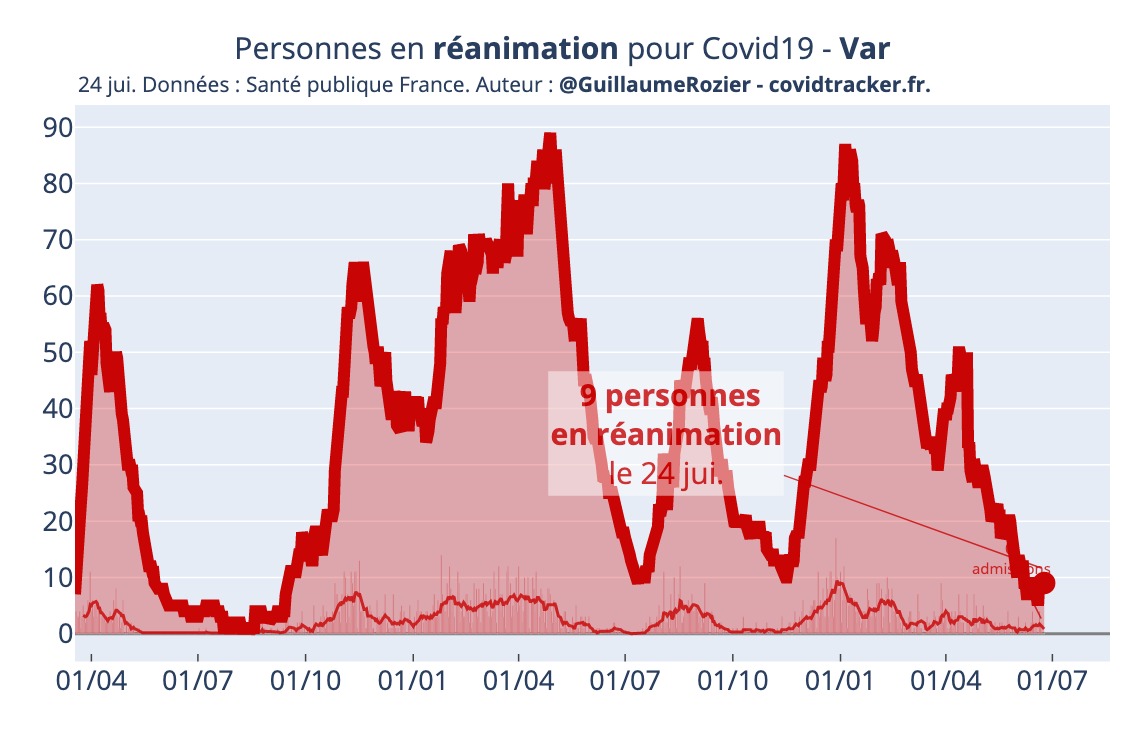 Personnes en réanimation pour Covid19 - Var
24 jui. Données : Santé publique France. Auteur : @GuillaumeRozier - covidtracker.fr.
90
80
70
60
50
40
30
20
10
0
9 personnes
en réanimation
le 24 jui.
admissions
01/04 01/07 01/10 01/01 01/04 01/07 01/10 01/01 01/04 01/07